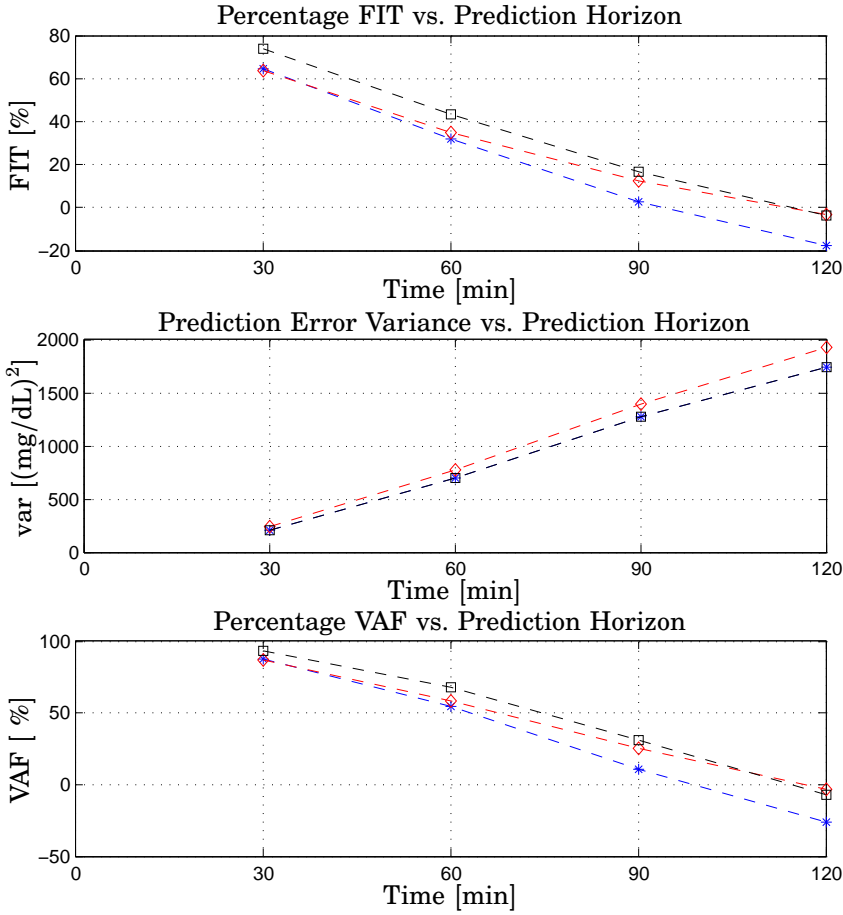 Percentage FIT vs. Prediction Horizon
80
60
40
20
0
−20
FIT [%]
0 30 60 90 120
Time [min]
Prediction Error Variance vs. Prediction Horizon
2000
1500
1000
500
0
var [(mg/dL)²]
0 30 60 90 120
Time [min]
Percentage VAF vs. Prediction Horizon
100
50
0
−50
VAF [ %]
0 30 60 90 120
Time [min]